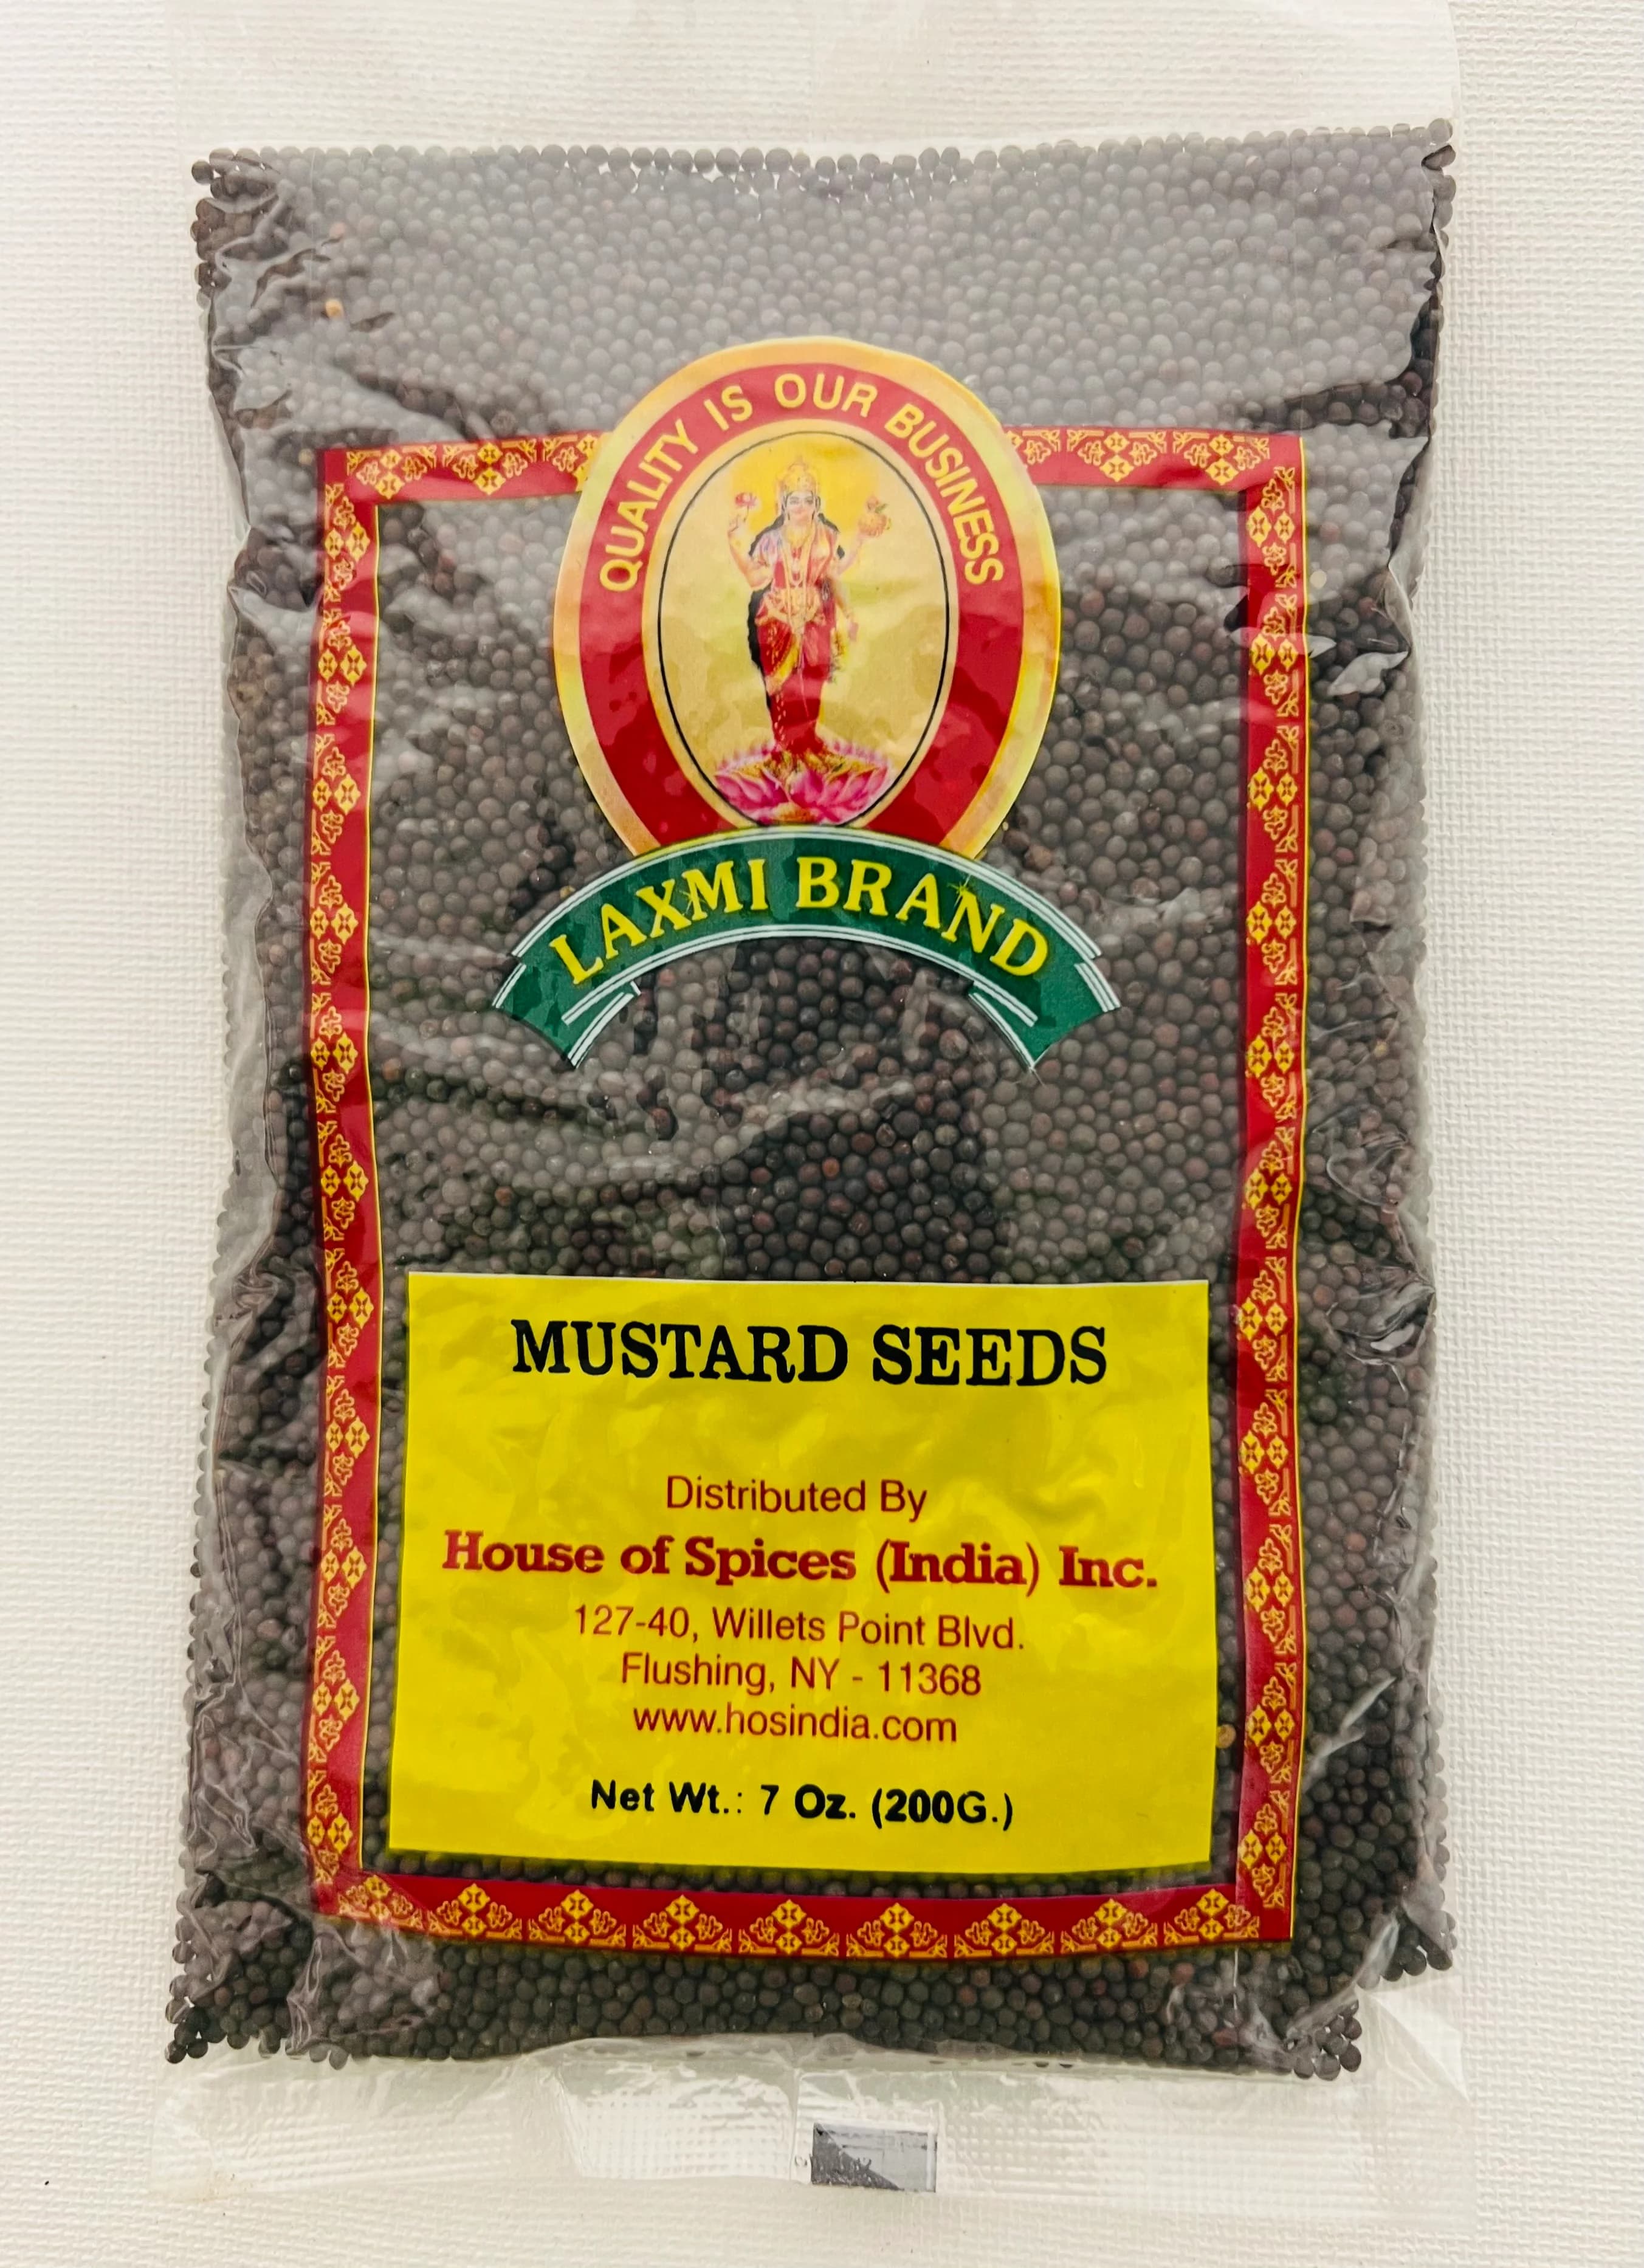 QUALITY IS OUR BUSINESS
LAXMI BRAND
MUSTARD SEEDS
Distributed By
House of Spices (India) Inc.
127-40, Willets Point Blvd.
Flushing, NY - 11368
www.hosindia.com
Net Wt.: 7 Oz. (200G.)